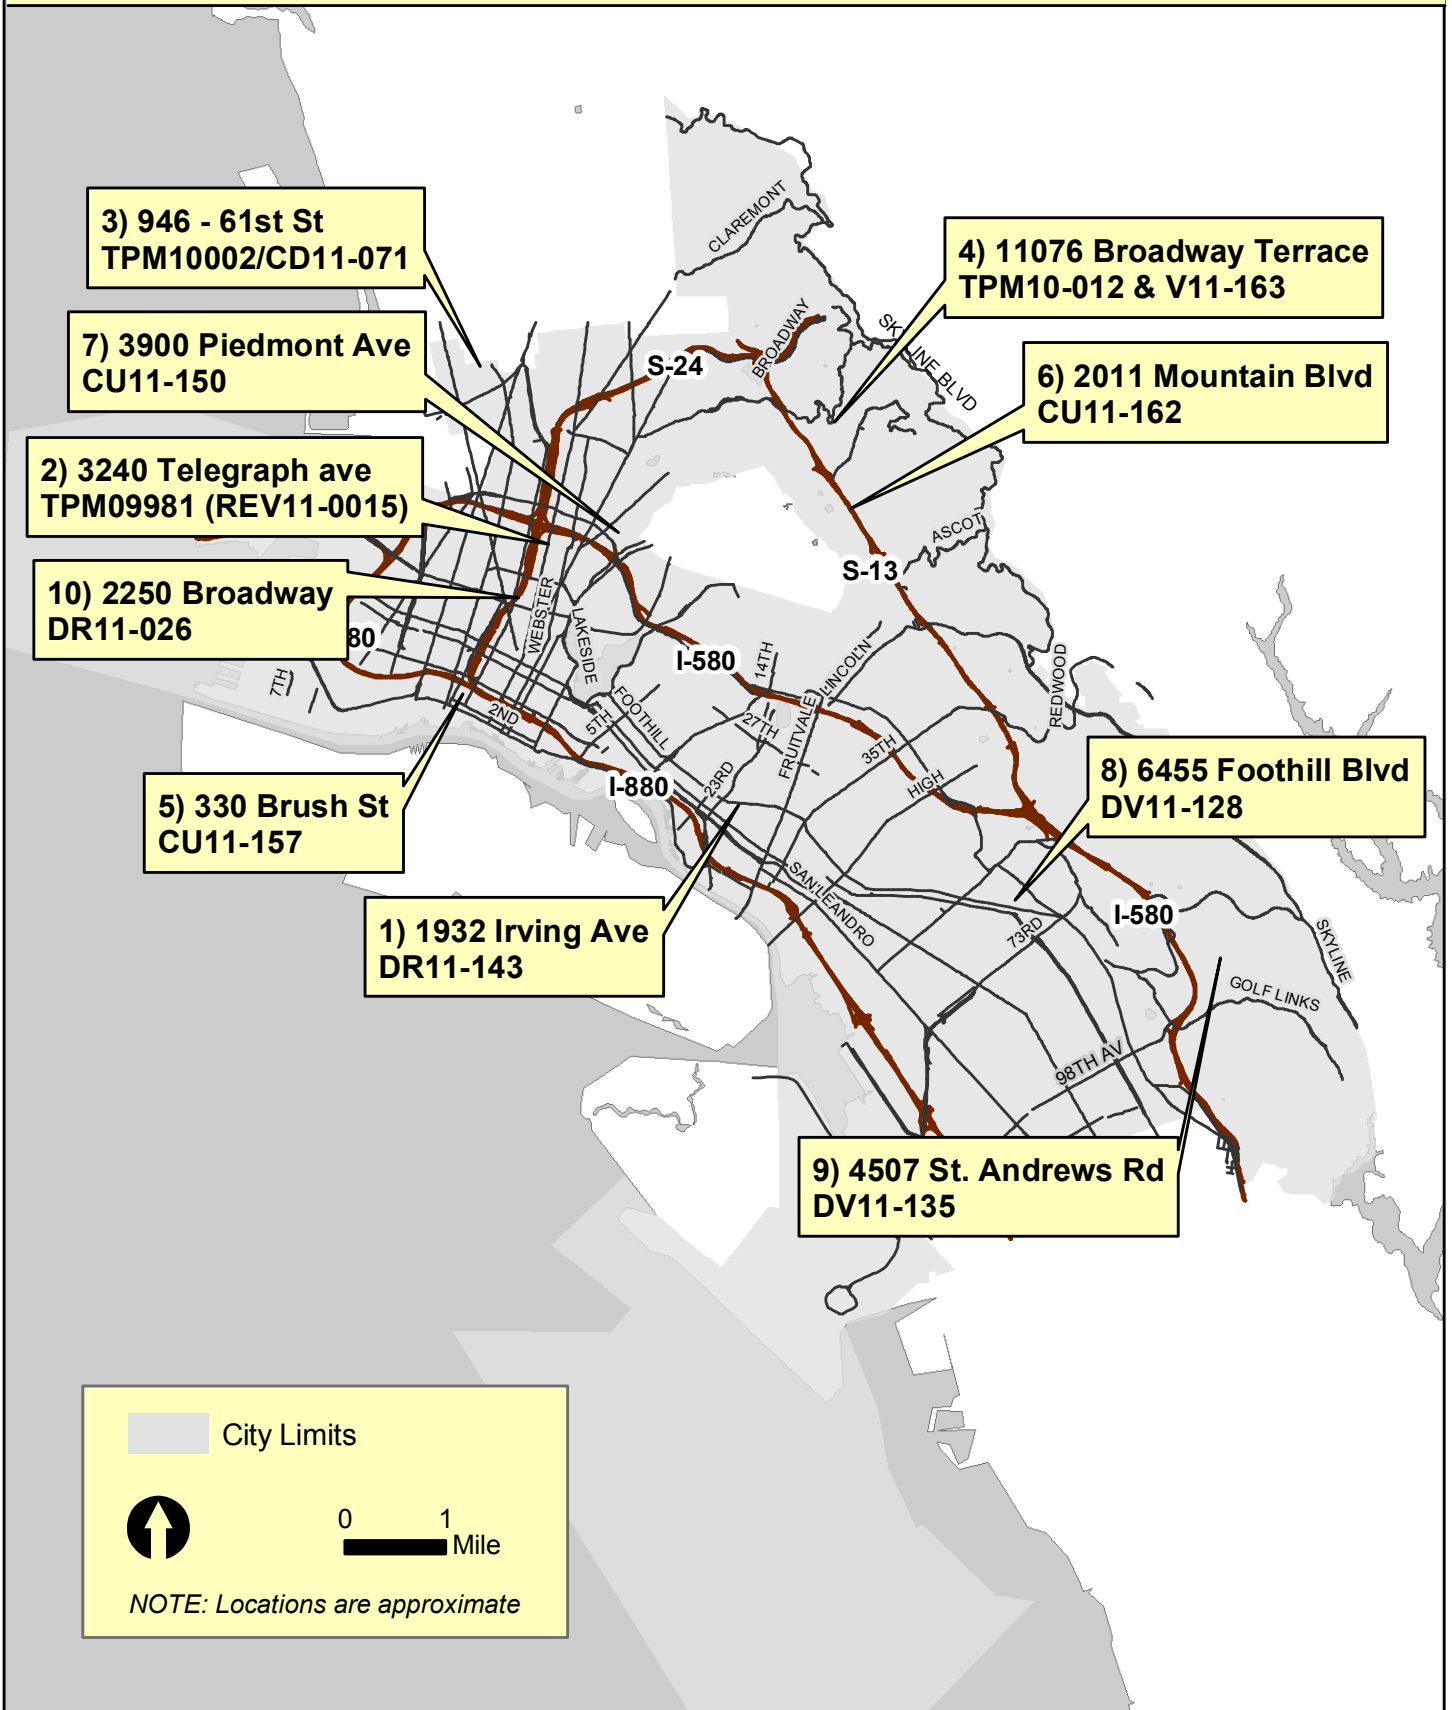 CLAREMONT
3) 946 - 61st St
TPM10002/CD11-071
4) 11076 Broadway Terrace
TPM10-012 & V11-163
BROADWAY
SKYLINE BLVD
7) 3900 Piedmont Ave
CU11-150
S-24
6) 2011 Mountain Blvd
CU11-162
2) 3240 Telegraph ave
TPM09981 (REV11-0015)
ASCOT
S-13
10) 2250 Broadway
DR11-026
80
WEBSTER
LAKESIDE
I-580
14TH
LINCOLN
REDWOOD
7TH
2ND
5TH
FOOTHILL
27TH
FRUITVALE
35TH
HIGH
23RD
I-880
5) 330 Brush St
CU11-157
8) 6455 Foothill Blvd
DV11-128
SAN LEANDRO
73RD
I-580
SKYLINE
1) 1932 Irving Ave
DR11-143
GOLF LINKS
98TH AV
9) 4507 St. Andrews Rd
DV11-135
City Limits
0 1
Mile
NOTE: Locations are approximate